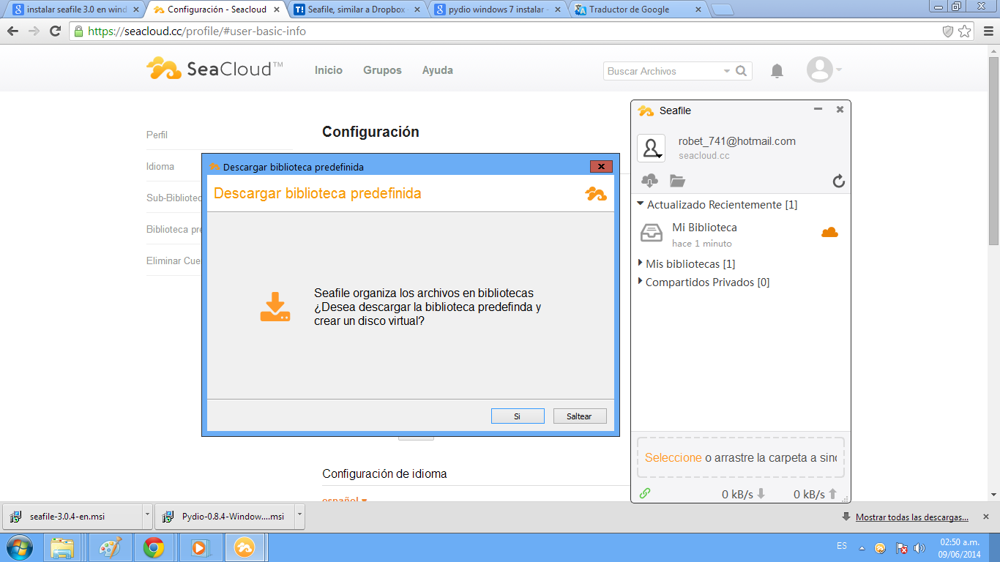 instalar seafile 3.0 en wind
Configuración - Seacloud
Seafile, similar a Dropbox
pydio windows 7 instalar -
Traductor de Google
https://seacloud.cc/profile/#user-basic-info
SeaCloud™
Inicio
Grupos
Ayuda
Buscar Archivos
Perfil
Idioma
Sub-Bibliotec
Biblioteca pre
Eliminar Cue
Configuración
Descargar biblioteca predefinida
Descargar biblioteca predefinida
Seafile organiza los archivos en bibliotecas
¿Desea descargar la biblioteca predefinda y
crear un disco virtual?
Si
Saltear
Configuración de idioma
español
Seafile
robet_741@hotmail.com
seacloud.cc
Actualizado Recientemente [1]
Mi Biblioteca
hace 1 minuto
Mis bibliotecas [1]
Compartidos Privados [0]
Seleccione o arrastre la carpeta a sinc
0 kB/s
0 kB/s
seafile-3.0.4-en.msi
Pydio-0.8.4-Window....msi
Mostrar todas las descargas...
ES
02:50 a.m.
09/06/2014